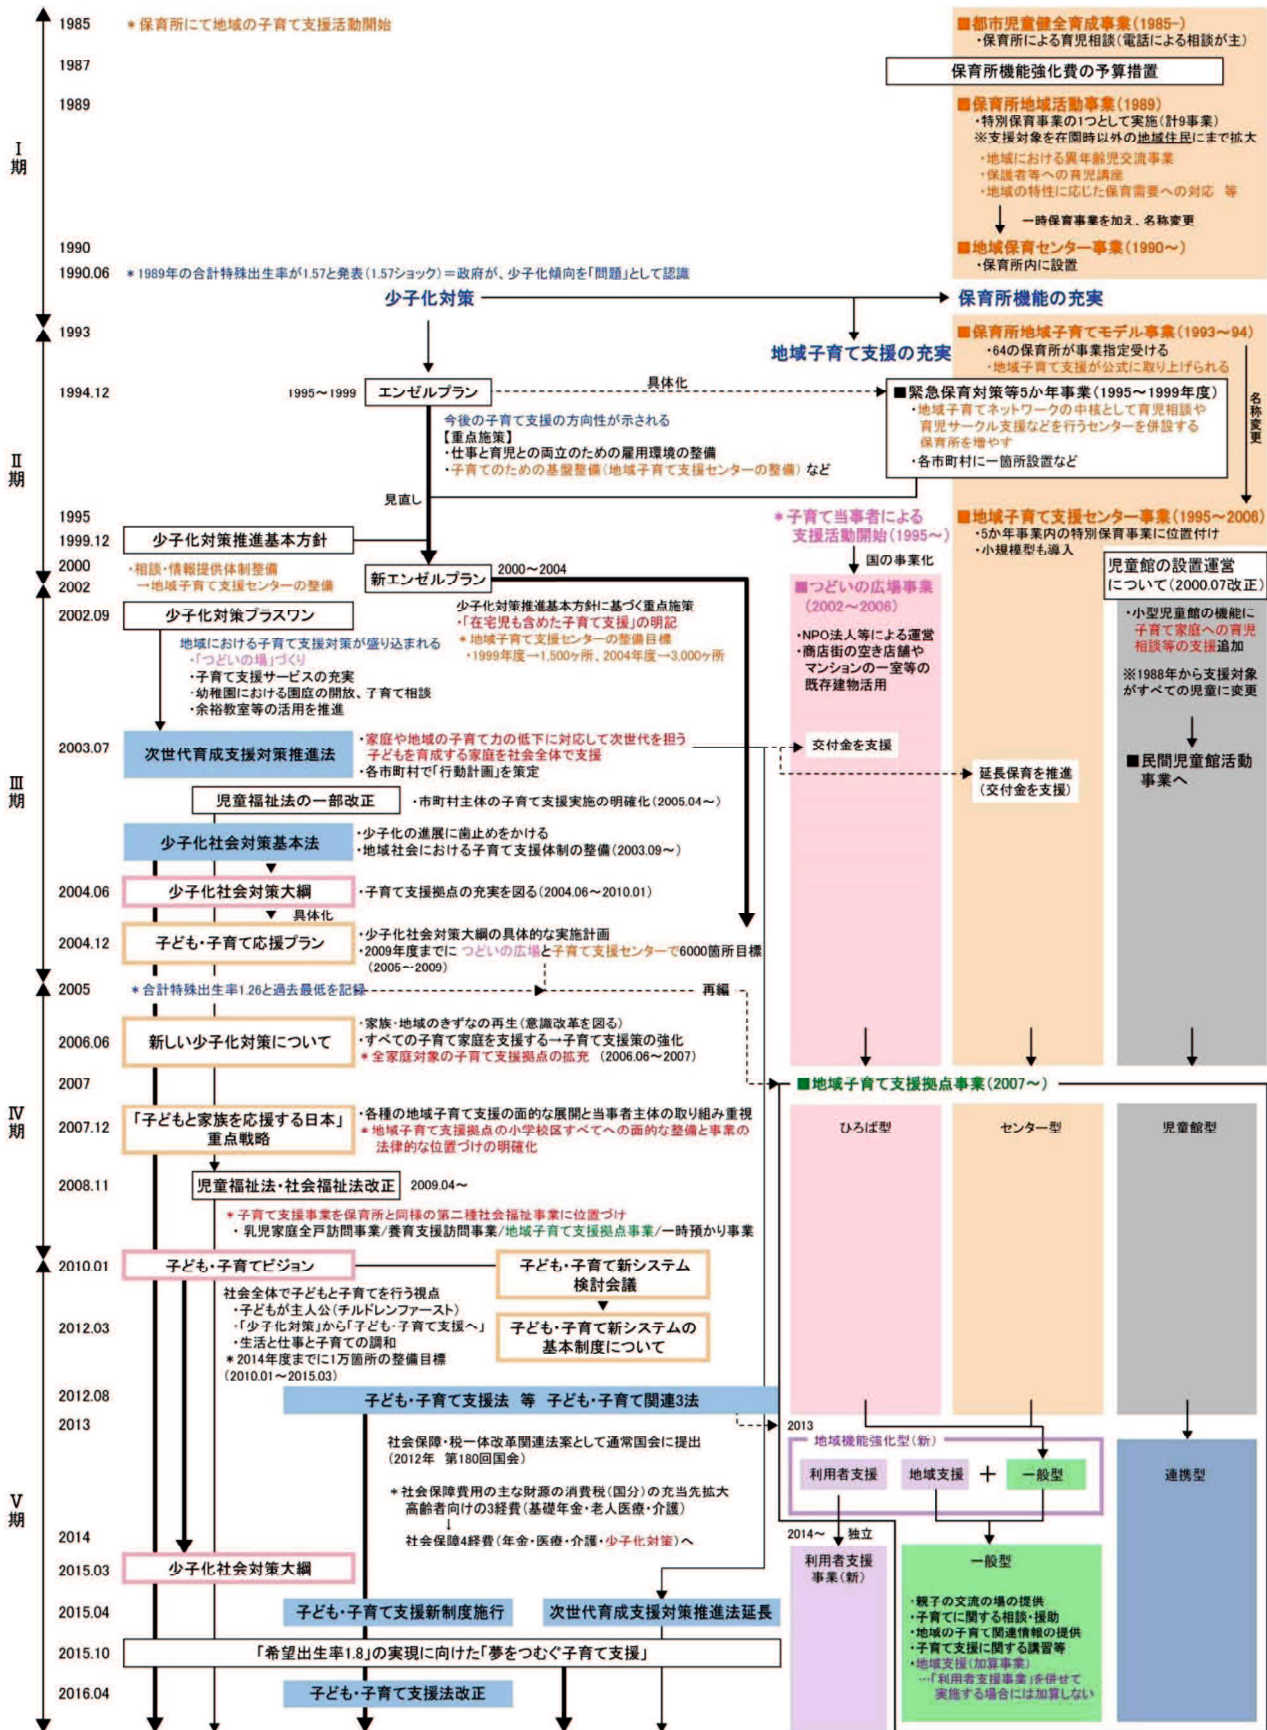 1985
＊保育所にて地域の子育て支援活動開始
■都市児童健全育成事業(1985-)
・保育所による育児相談(電話による相談が主)
1987
保育所機能強化費の予算措置
1989
■保育所地域活動事業(1989)
・特別保育事業の1つとして実施(計9事業)
※支援対象を在園時以外の地域住民にまで拡大
・地域における異年齢児交流事業
・保護者等への育児講座
・地域の特性に応じた保育需要への対応 等
Ⅰ期
一時保育事業を加え、名称変更
1990
■地域保育センター事業(1990～)
・保育所内に設置
1990.06
＊1989年の合計特殊出生率が1.57と発表(1.57ショック)＝政府が、少子化傾向を「問題」として認識
少子化対策
保育所機能の充実
1993
地域子育て支援の充実
■保育所地域子育てモデル事業(1993～94)
・64の保育所が事業指定受ける
・地域子育て支援が公式に取り上げられる
名称変更
1994.12
1995～1999
エンゼルプラン
具体化
■緊急保育対策等5か年事業(1995～1999年度)
・地域子育てネットワークの中核として育児相談や
育児サークル支援などを行うセンターを併設する
保育所を増やす
・各市町村に一箇所設置など
今後の子育て支援の方向性が示される
【重点施策】
・仕事と育児との両立のための雇用環境の整備
・子育てのための基盤整備(地域子育て支援センターの整備) など
Ⅱ期
見直し
1995
＊子育て当事者による
支援活動開始(1995～)
■地域子育て支援センター事業(1995～2006)
・5か年事業内の特別保育事業に位置付け
・小規模型も導入
1999.12
少子化対策推進基本方針
国の事業化
2000
・相談・情報提供体制整備
→地域子育て支援センターの整備
新エンゼルプラン
2000～2004
児童館の設置運営
について(2000.07改正)
2002
■つどいの広場事業
(2002～2006)
2002.09
少子化対策プラスワン
少子化対策推進基本方針に基づく重点施策
・「在宅児も含めた子育て支援」の明記
＊地域子育て支援センターの整備目標
・1999年度→1,500ヶ所、2004年度→3,000ヶ所
・NPO法人等による運営
・商店街の空き店舗や
マンションの一室等の
既存建物活用
・小型児童館の機能に
子育て家庭への育児
相談等の支援追加
※1988年から支援対象
がすべての児童に変更
地域における子育て支援対策が盛り込まれる
・「つどいの場」づくり
・子育て支援サービスの充実
・幼稚園における園庭の開放、子育て相談
・余裕教室等の活用を推進
2003.07
次世代育成支援対策推進法
・家庭や地域の子育て力の低下に対応して次世代を担う
子どもを育成する家庭を社会全体で支援
・各市町村で「行動計画」を策定
交付金を支援
延長保育を推進
(交付金を支援)
■民間児童館活動
事業へ
Ⅲ期
児童福祉法の一部改正
・市町村主体の子育て支援実施の明確化(2005.04～)
少子化社会対策基本法
・少子化の進展に歯止めをかける
・地域社会における子育て支援体制の整備(2003.09～)
2004.06
少子化社会対策大綱
・子育て支援拠点の充実を図る(2004.06～2010.01)
具体化
2004.12
子ども・子育て応援プラン
・少子化社会対策大綱の具体的な実施計画
・2009年度までに つどいの広場と子育て支援センターで6000箇所目標
(2005～2009)
2005
＊合計特殊出生率1.26と過去最低を記録
再編
2006.06
新しい少子化対策について
・家族・地域のきずなの再生(意識改革を図る)
・すべての子育て家庭を支援する→子育て支援策の強化
＊全家庭対象の子育て支援拠点の拡充 (2006.06～2007)
2007
■地域子育て支援拠点事業(2007～)
Ⅳ期
2007.12
「子どもと家族を応援する日本」
重点戦略
・各種の地域子育て支援の面的な展開と当事者主体の取り組み重視
＊地域子育て支援拠点の小学校区すべてへの面的な整備と事業の
法律的な位置づけの明確化
ひろば型
センター型
児童館型
2008.11
児童福祉法・社会福祉法改正
2009.04～
＊子育て支援事業を保育所と同様の第二種社会福祉事業に位置づけ
・乳児家庭全戸訪問事業/養育支援訪問事業/地域子育て支援拠点事業/一時預かり事業
2010.01
子ども・子育てビジョン
子ども・子育て新システム
検討会議
社会全体で子どもと子育てを行う視点
・子どもが主人公(チルドレンファースト)
・「少子化対策」から「子ども・子育て支援へ」
・生活と仕事と子育ての調和
＊2014年度までに1万箇所の整備目標
(2010.01～2015.03)
2012.03
子ども・子育て新システムの
基本制度について
2012.08
子ども・子育て支援法 等 子ども・子育て関連3法
2013
2013
地域機能強化型(新)
利用者支援
地域支援
＋
一般型
連携型
社会保障・税一体改革関連法案として通常国会に提出
(2012年 第180回国会)
＊社会保障費用の主な財源の消費税(国分)の充当先拡大
高齢者向けの3経費(基礎年金・老人医療・介護)
↓
社会保障4経費(年金・医療・介護・少子化対策)へ
Ⅴ期
2014
2014～ 独立
2015.03
少子化社会対策大綱
利用者支援
事業(新)
一般型
・親子の交流の場の提供
・子育てに関する相談・援助
・地域の子育て関連情報の提供
・子育て支援に関する講習等
・地域支援(加算事業)
…「利用者支援事業」を併せて
実施する場合には加算しない
2015.04
子ども・子育て支援新制度施行
次世代育成支援対策推進法延長
2015.10
「希望出生率1.8」の実現に向けた「夢をつむぐ子育て支援」
2016.04
子ども・子育て支援法改正